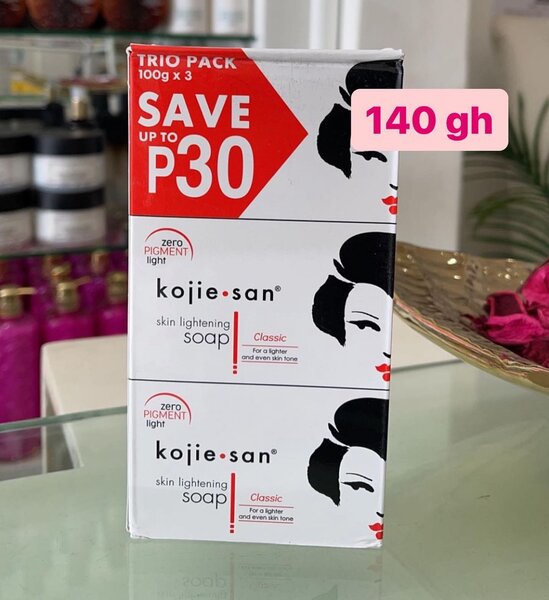 TRIO PACK
100g x 3
SAVE
UP TO
P30
140 gh
zero
PIGMENT
light
kojie•san®
skin lightening
soap
Classic
For a lighter
and even skin tone
zero
PIGMENT
light
kojie•san®
skin lightening
soap
Classic
For a lighter
and even skin tone